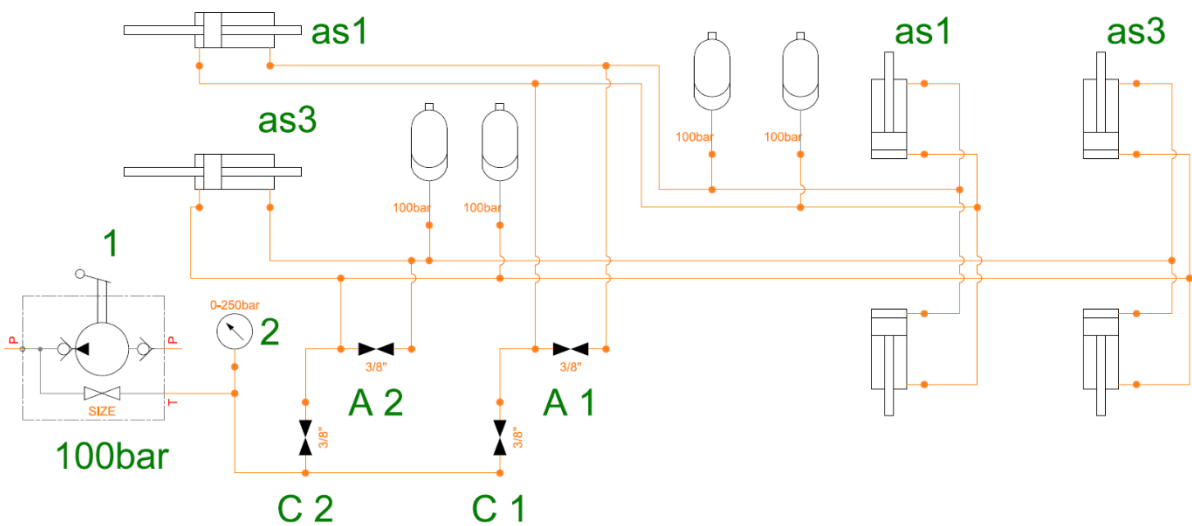 as1
as1
as3
as3
100bar
100bar
100bar
100bar
1
0-250bar
2
P
P
3/8"
3/8"
A 2
A 1
SIZE
T
3/8"
3/8"
100bar
C 2
C 1